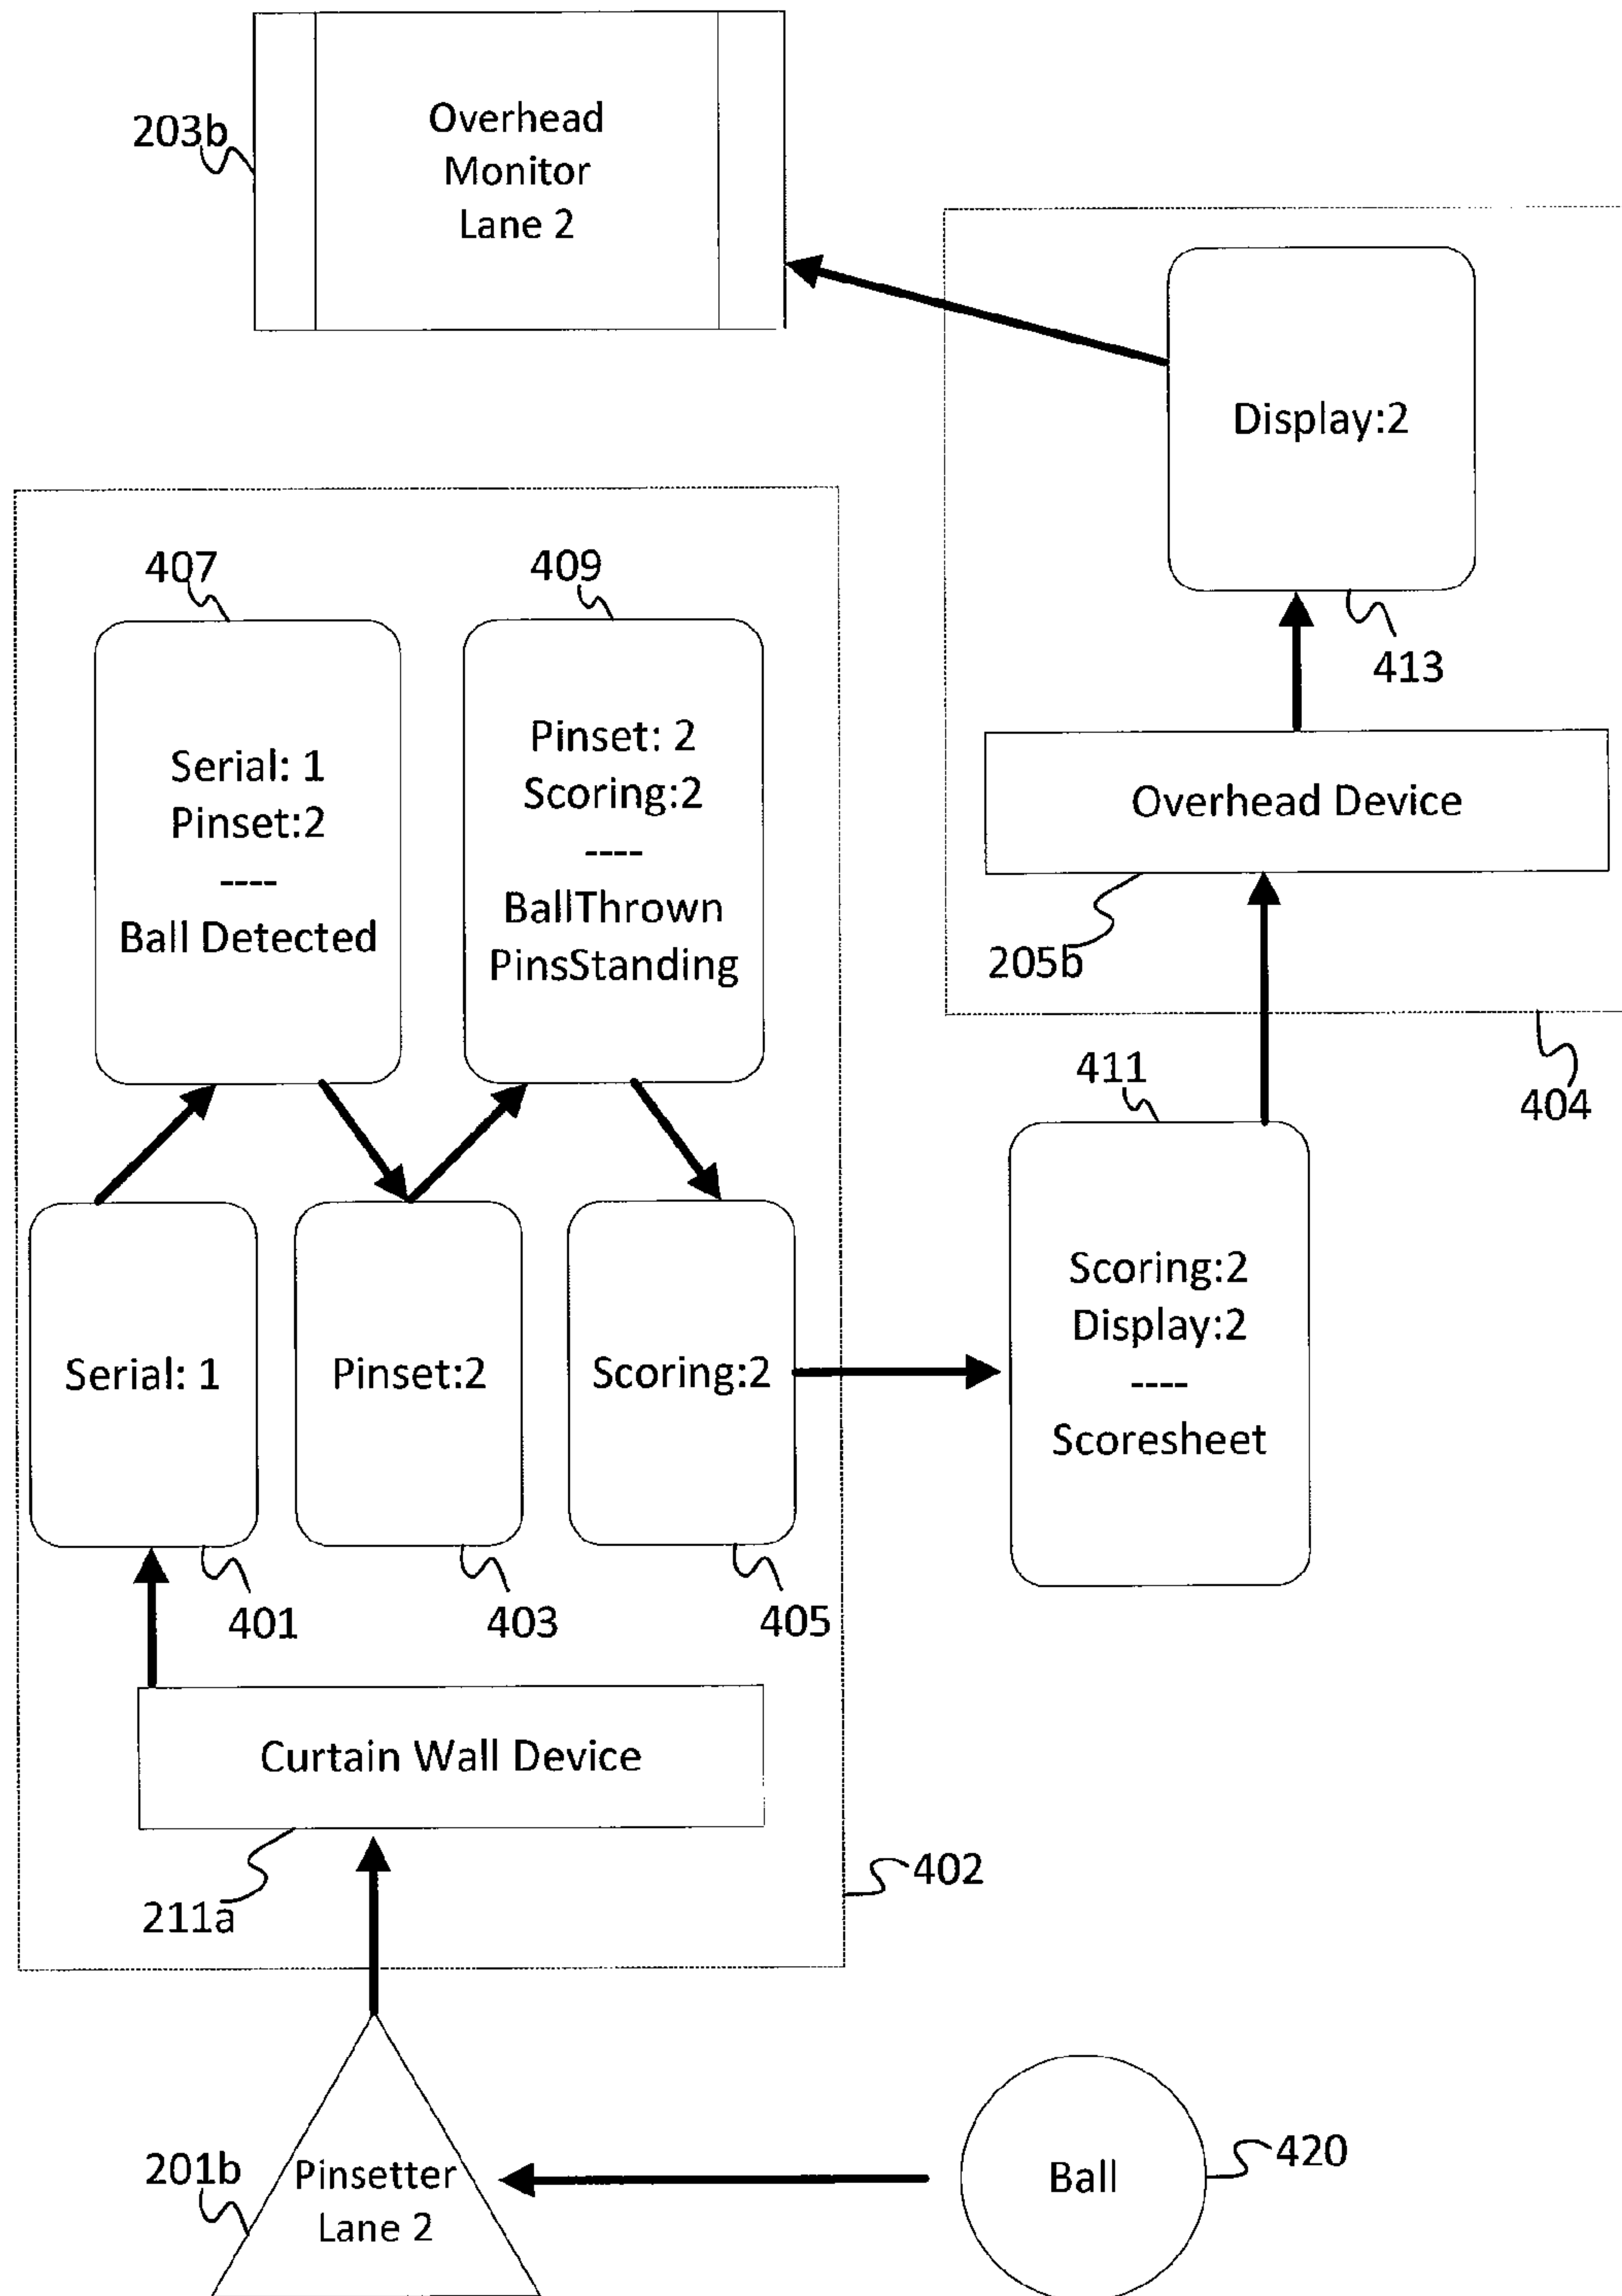 203b
Overhead
Monitor
Lane 2
Display:2
413
Overhead Device
205b
404
407
Serial: 1
Pinset:2
----
Ball Detected
409
Pinset: 2
Scoring:2
----
BallThrown
PinsStanding
Serial: 1
401
Pinset:2
403
Scoring:2
405
411
Scoring:2
Display:2
----
Scoresheet
Curtain Wall Device
211a
402
201b
Pinsetter
Lane 2
Ball
420